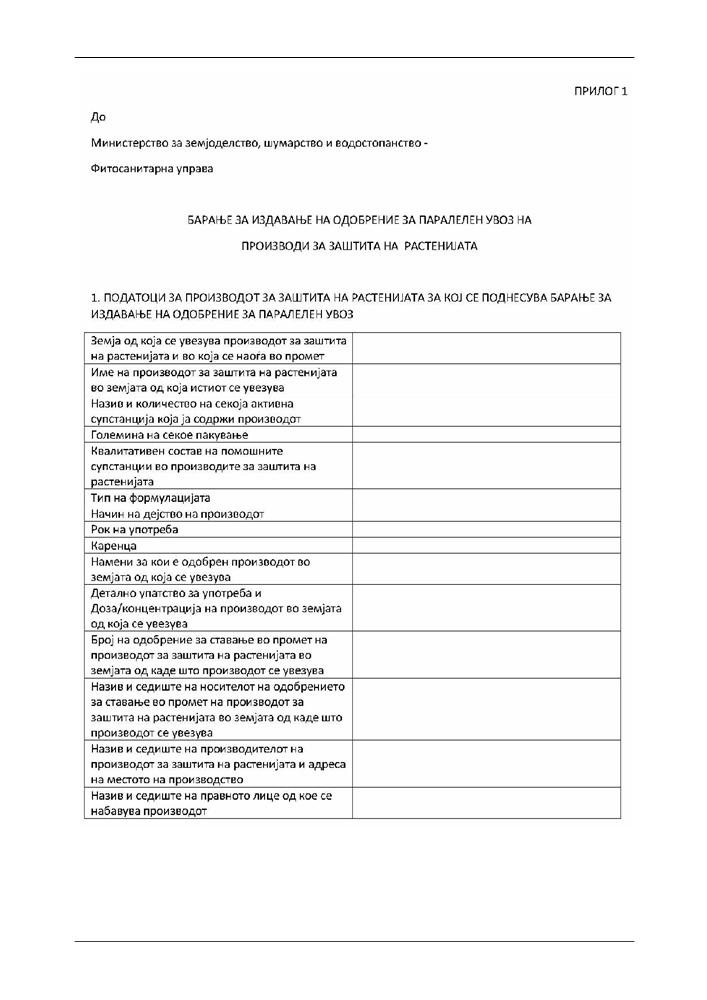 ПРИЛОГ 1
До
Министерство за земјоделство, шумарство и водостопанство -
Фитосанитарна управа
БАРАЊЕ ЗА ИЗДАВАЊЕ НА ОДОБРЕНИЕ ЗА ПАРАЛЕЛЕН УВОЗ НА
ПРОИЗВОДИ ЗА ЗАШТИТА НА РАСТЕНИЈАТА
1. ПОДАТОЦИ ЗА ПРОИЗВОДОТ ЗА ЗАШТИТА НА РАСТЕНИЈАТА ЗА КОЈ СЕ ПОДНЕСУВА БАРАЊЕ ЗА
ИЗДАВАЊЕ НА ОДОБРЕНИЕ ЗА ПАРАЛЕЛЕН УВОЗ
Земја од која се увезува производот за заштита
на растенијата и во која се наоѓа во промет
Име на производот за заштита на растенијата
во земјата од која истиот се увезува
Назив и количество на секоја активна
супстанција која ја содржи производот
Големина на секое пакување
Квалитативен состав на помошните
супстанции во производите за заштита на
растенијата
Тип на формулацијата
Начин на дејство на производот
Рок на употреба
Каренца
Намени за кои е одобрен производот во
земјата од која се увезува
Детално упатство за употреба и
Доза/концентрација на производот во земјата
од која се увезува
Број на одобрение за ставање во промет на
производот за заштита на растенијата во
земјата од каде што производот се увезува
Назив и седиште на носителот на одобрението
за ставање во промет на производот за
заштита на растенијата во земјата од каде што
производот се увезува
Назив и седиште на производителот на
производот за заштита на растенијата и адреса
на местото на производство
Назив и седиште на правното лице од кое се
набавува производот